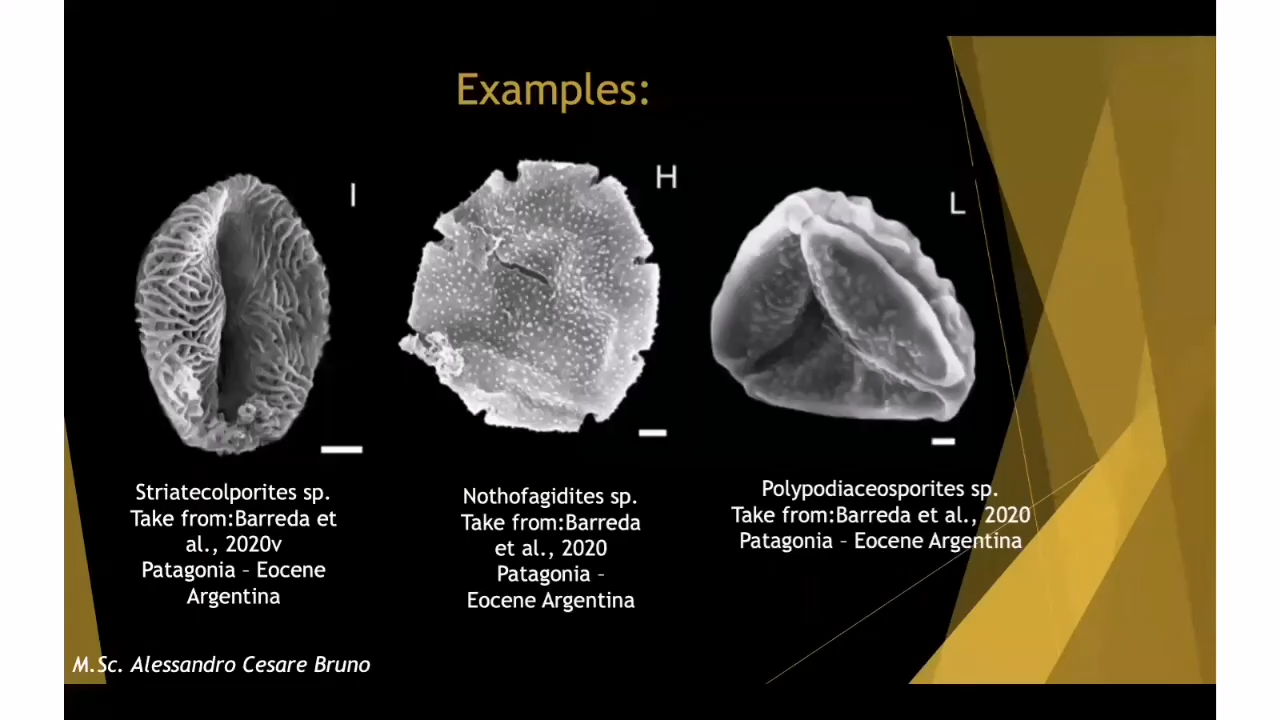 Examples:
I
H
L
Striatecolporites sp.
Take from:Barreda et
al., 2020v
Patagonia – Eocene
Argentina
Nothofagidites sp.
Take from:Barreda
et al., 2020
Patagonia –
Eocene Argentina
Polypodiaceosporites sp.
Take from:Barreda et al., 2020
Patagonia – Eocene Argentina
M.Sc. Alessandro Cesare Bruno